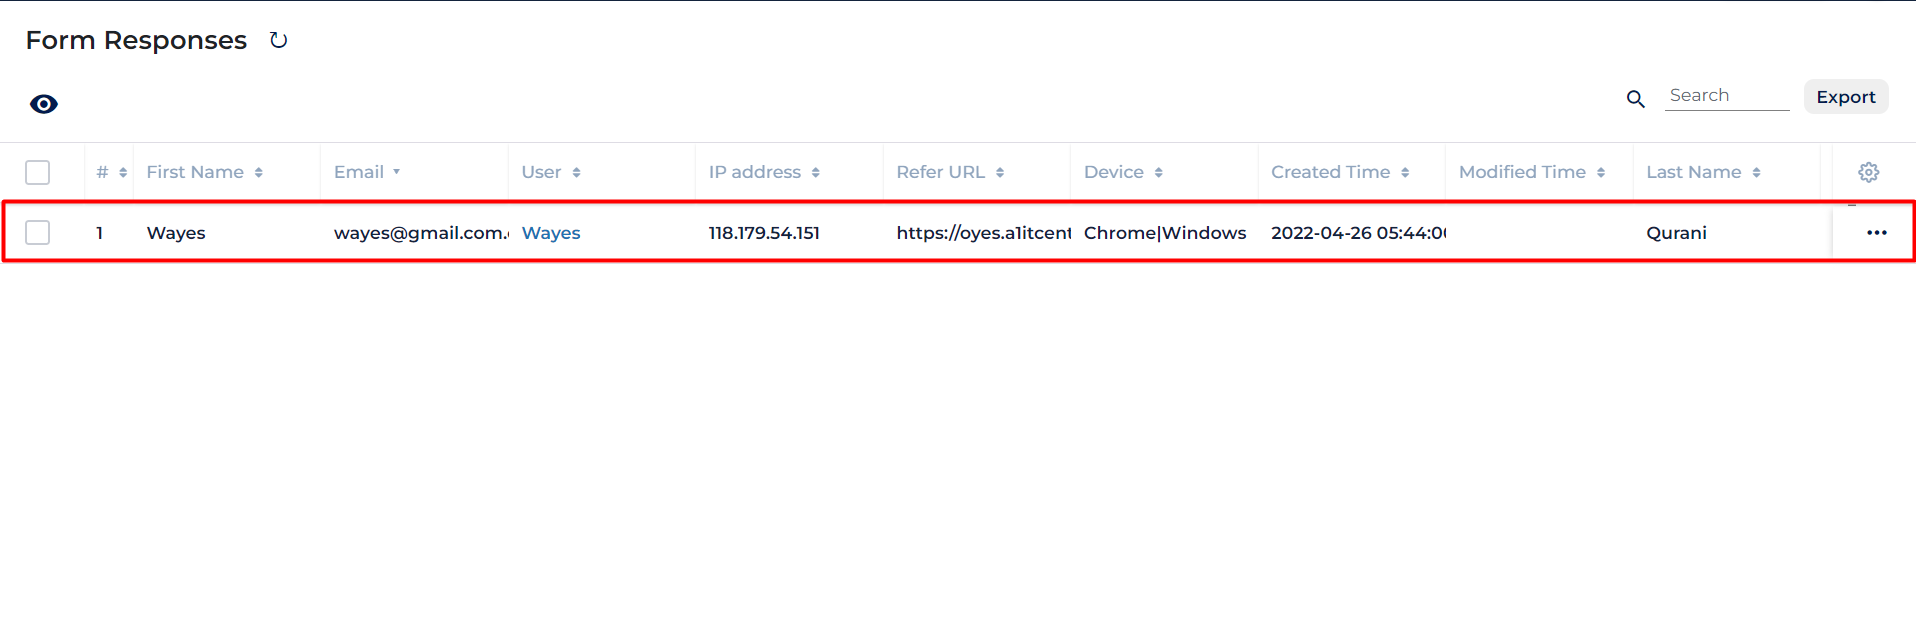 Form Responses
Search Export
# First Name Email User IP address Refer URL Device Created Time Modified Time Last Name
1 Wayes wayes@gmail.com. Wayes 118.179.54.151 https://oyes.a1itcent Chrome|Windows 2022-04-26 05:44:0 Qurani